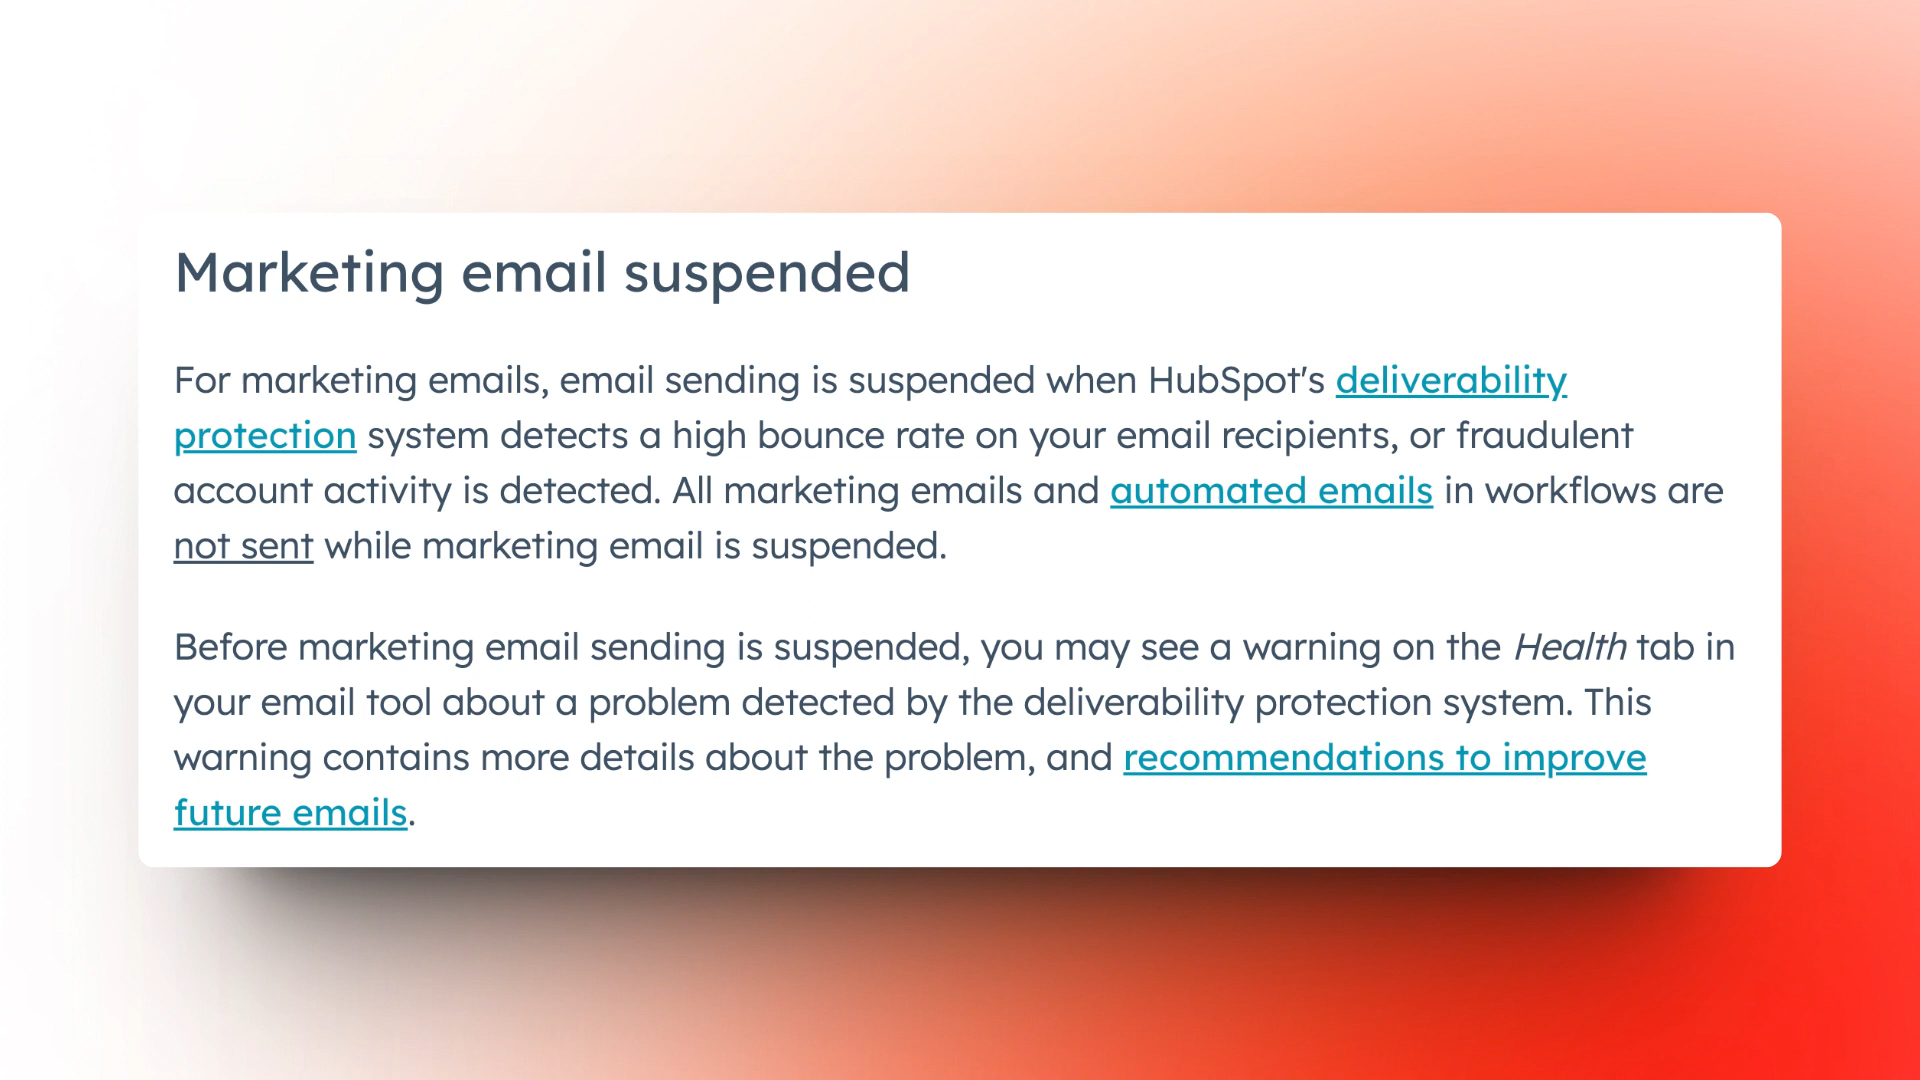 Marketing email suspended
For marketing emails, email sending is suspended when HubSpot's deliverability
protection system detects a high bounce rate on your email recipients, or fraudulent
account activity is detected. All marketing emails and automated emails in workflows are
not sent while marketing email is suspended.
Before marketing email sending is suspended, you may see a warning on the Health tab in
your email tool about a problem detected by the deliverability protection system. This
warning contains more details about the problem, and recommendations to improve
future emails.